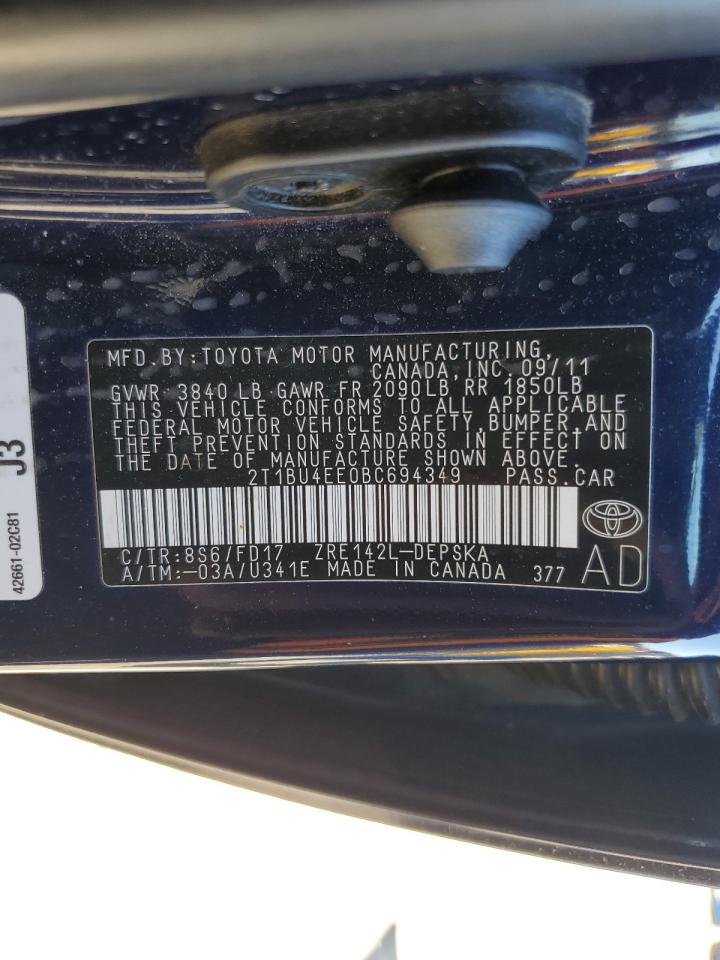 MFD. BY: TOYOTA MOTOR MANUFACTURING,
CANADA, INC. 09/11
GVWR 3840 LB GAWR FR 2090LB RR 1850LB
THIS VEHICLE CONFORMS TO ALL APPLICABLE
FEDERAL MOTOR VEHICLE SAFETY, BUMPER, AND
THEFT PREVENTION STANDARDS IN EFFECT ON
THE DATE OF MANUFACTURE SHOWN ABOVE.
2T1BU4EE0BC694349 PASS. CAR
C/TR: 8S6/FD17 ZRE142L-DEPSKA
A/TM: -03A/U341E MADE IN CANADA 377
AD
J3
42661-02C81